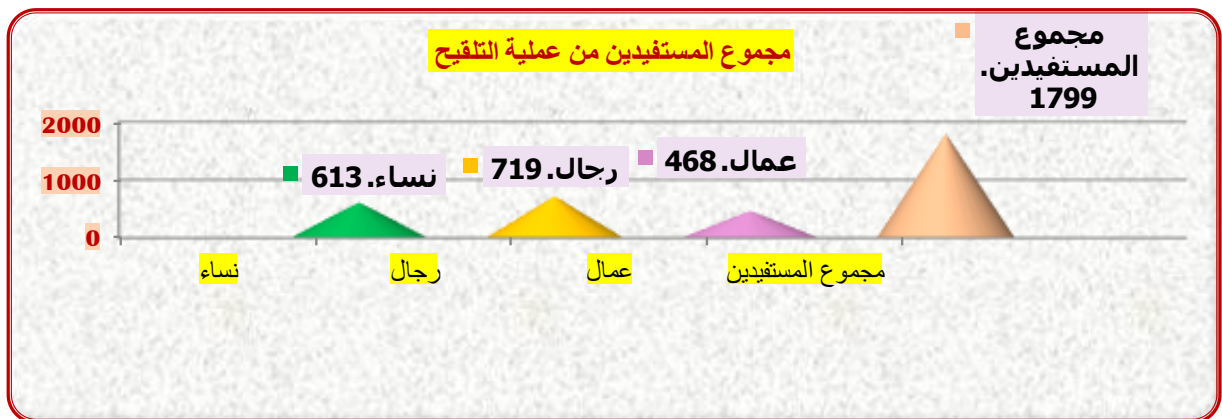 مجموع المستفيدين من عملية التلقيح
مجموع
المستفيدين.
1799
2000
عمال. 468
رجال. 719
نساء. 613
1000
0
نساء
رجال
عمال
مجموع المستفيدين